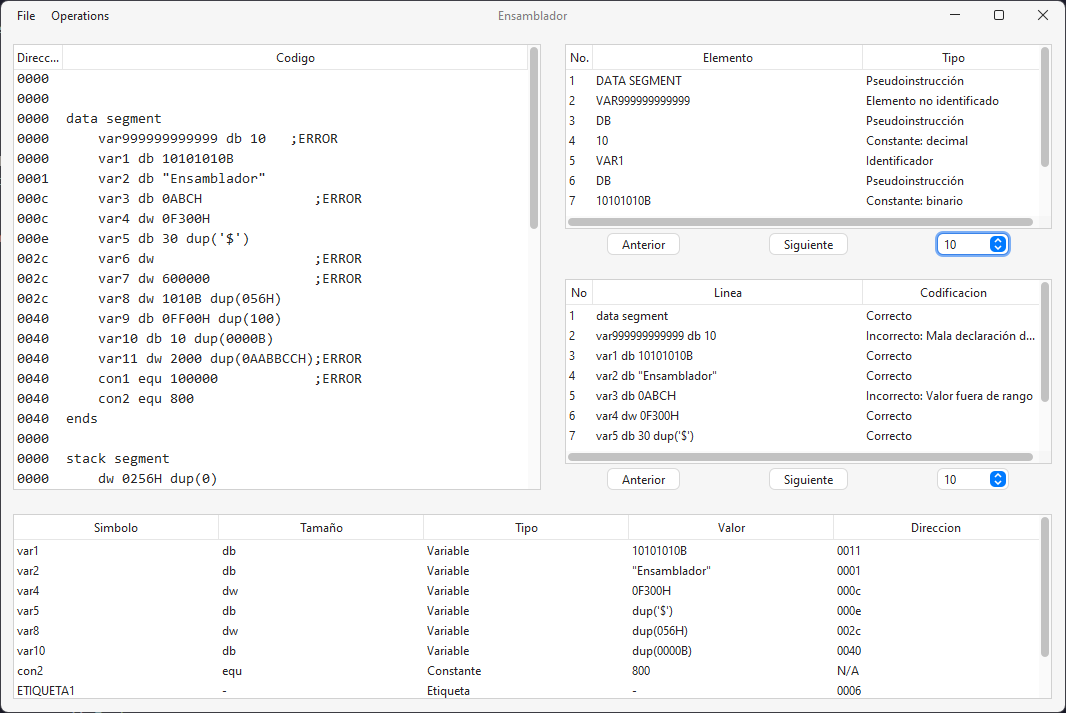 File Operations Ensamblador
Direcc... Codigo
0000
0000
0000 data segment
0000 var999999999999 db 10 ;ERROR
0000 var1 db 10101010B
0001 var2 db "Ensamblador"
000c var3 db 0ABCH ;ERROR
000c var4 dw 0F300H
000e var5 db 30 dup('$')
002c var6 dw ;ERROR
002c var7 dw 600000 ;ERROR
002c var8 dw 1010B dup(056H)
0040 var9 db 0FF00H dup(100)
0040 var10 db 10 dup(0000B)
0040 var11 dw 2000 dup(0AABBCCH);ERROR
0040 con1 equ 100000 ;ERROR
0040 con2 equ 800
0040 ends
0000
0000 stack segment
0000 dw 0256H dup(0)
No. Elemento Tipo
1 DATA SEGMENT Pseudoinstrucción
2 VAR999999999999 Elemento no identificado
3 DB Pseudoinstrucción
4 10 Constante: decimal
5 VAR1 Identificador
6 DB Pseudoinstrucción
7 10101010B Constante: binario
Anterior Siguiente 10
No Linea Codificacion
1 data segment Correcto
2 var999999999999 db 10 Incorrecto: Mala declaración d...
3 var1 db 10101010B Correcto
4 var2 db "Ensamblador" Correcto
5 var3 db 0ABCH Incorrecto: Valor fuera de rango
6 var4 dw 0F300H Correcto
7 var5 db 30 dup('$') Correcto
Anterior Siguiente 10
Simbolo Tamaño Tipo Valor Direccion
var1 db Variable 10101010B 0011
var2 db Variable "Ensamblador" 0001
var4 dw Variable 0F300H 000c
var5 db Variable dup('$') 000e
var8 dw Variable dup(056H) 002c
var10 db Variable dup(0000B) 0040
con2 equ Constante 800 N/A
ETIQUETA1 - Etiqueta - 0006